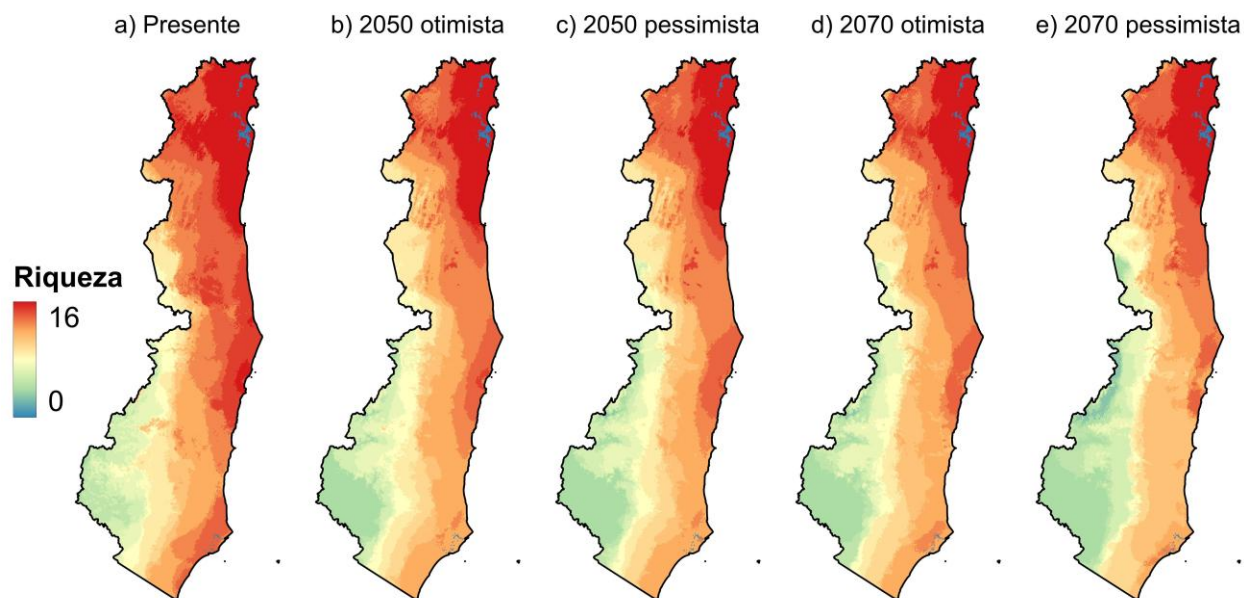 a) Presente
b) 2050 otimista
c) 2050 pessimista
d) 2070 otimista
e) 2070 pessimista
Riqueza
16
0